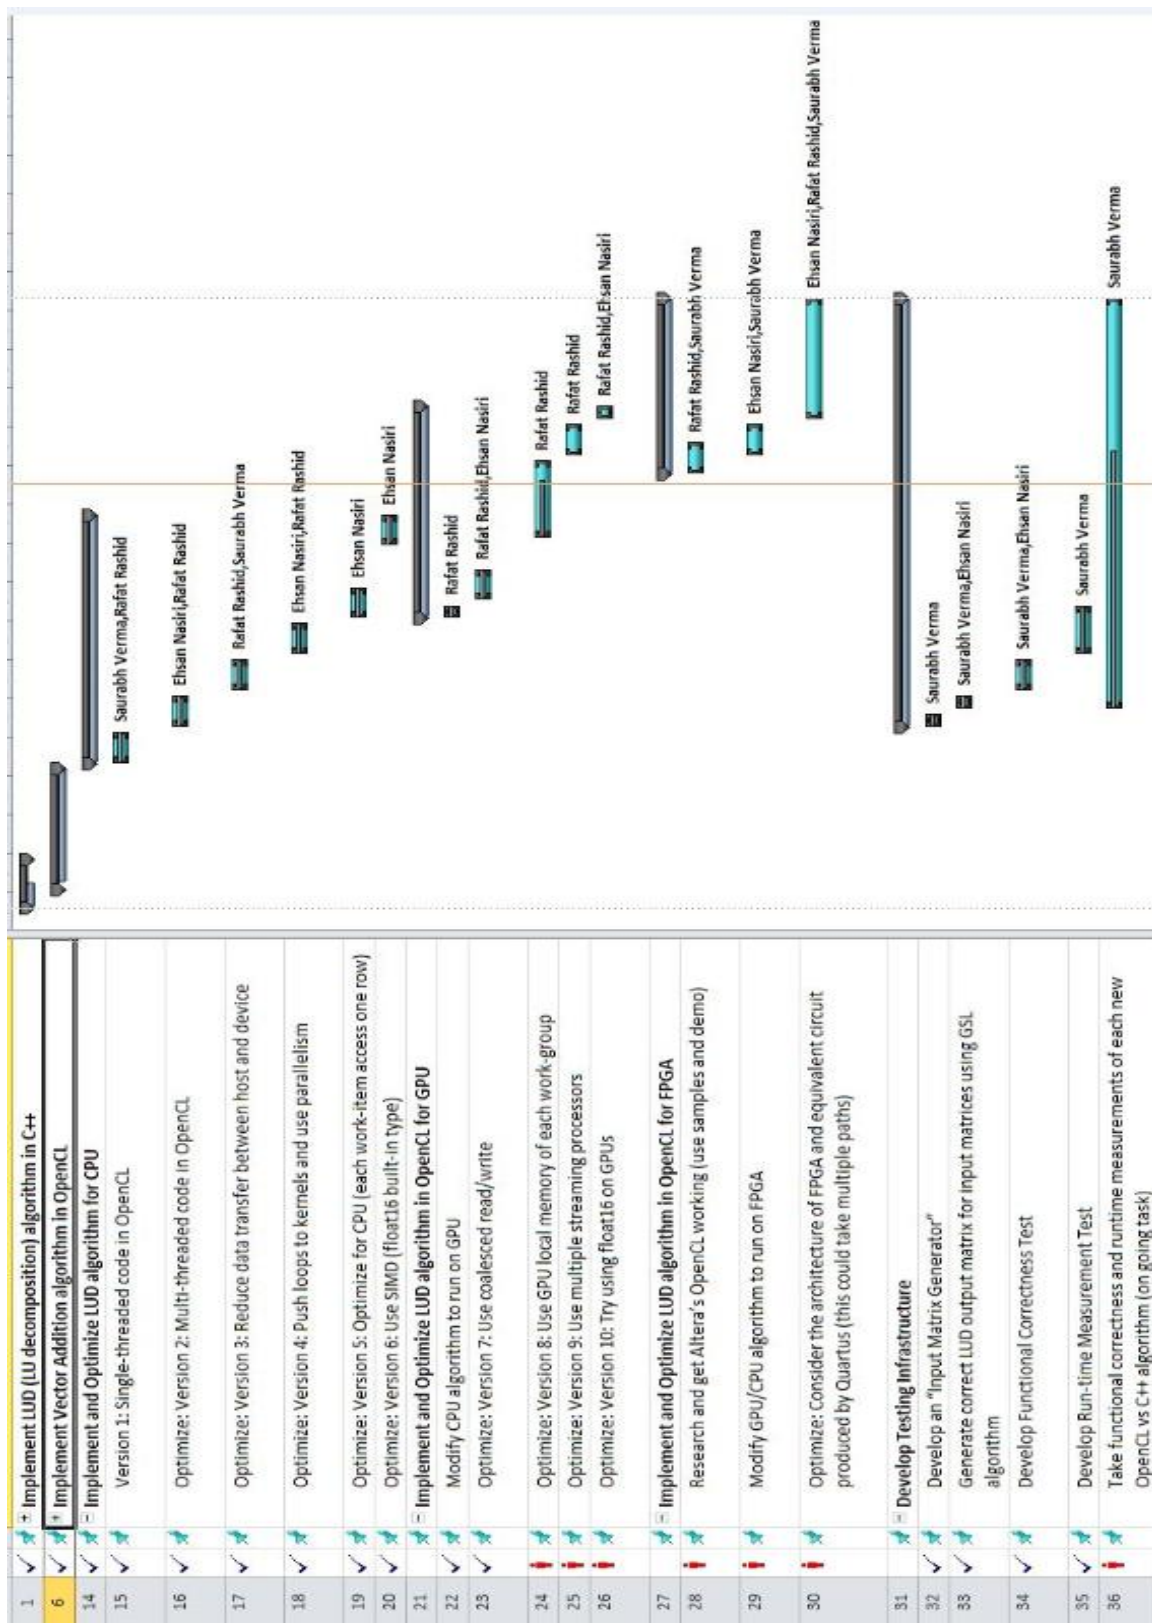 1 Implement LUD (LU decomposition) algorithm in C++
6 Implement Vector Addition algorithm in OpenCL
14 Implement and Optimize LUD algorithm for CPU
15 Version 1: Single-threaded code in OpenCL Saurabh Verma,Rafat Rashid
16 Optimize: Version 2: Multi-threaded code in OpenCL Ehsan Nasiri,Rafat Rashid
17 Optimize: Version 3: Reduce data transfer between host and device Rafat Rashid,Saurabh Verma
18 Optimize: Version 4: Push loops to kernels and use parallelism Ehsan Nasiri,Rafat Rashid
19 Optimize: Version 5: Optimize for CPU (each work-item access one row) Ehsan Nasiri
20 Optimize: Version 6: Use SIMD (float16 built-in type) Ehsan Nasiri
21 Implement and Optimize LUD algorithm in OpenCL for GPU
22 Modify CPU algorithm to run on GPU Rafat Rashid
23 Optimize: Version 7: Use coalesced read/write Rafat Rashid,Ehsan Nasiri
24 Optimize: Version 8: Use GPU local memory of each work-group Rafat Rashid
25 Optimize: Version 9: Use multiple streaming processors Rafat Rashid
26 Optimize: Version 10: Try using float16 on GPUs Rafat Rashid,Ehsan Nasiri
27 Implement and Optimize LUD algorithm in OpenCL for FPGA
28 Research and get Altera's OpenCL working (use samples and demo) Rafat Rashid,Saurabh Verma
29 Modify GPU/CPU algorithm to run on FPGA Ehsan Nasiri,Saurabh Verma
30 Optimize: Consider the architecture of FPGA and equivalent circuit Ehsan Nasiri,Rafat Rashid,Saurabh Verma
produced by Quartus (this could take multiple paths)
31 Develop Testing Infrastructure
32 Develop an "Input Matrix Generator" Saurabh Verma
33 Generate correct LUD output matrix for input matrices using GSL Saurabh Verma,Ehsan Nasiri
algorithm
34 Develop Functional Correctness Test Saurabh Verma,Ehsan Nasiri
35 Develop Run-time Measurement Test Saurabh Verma
36 Take functional correctness and runtime measurements of each new Saurabh Verma
OpenCL vs C++ algorithm (on going task)